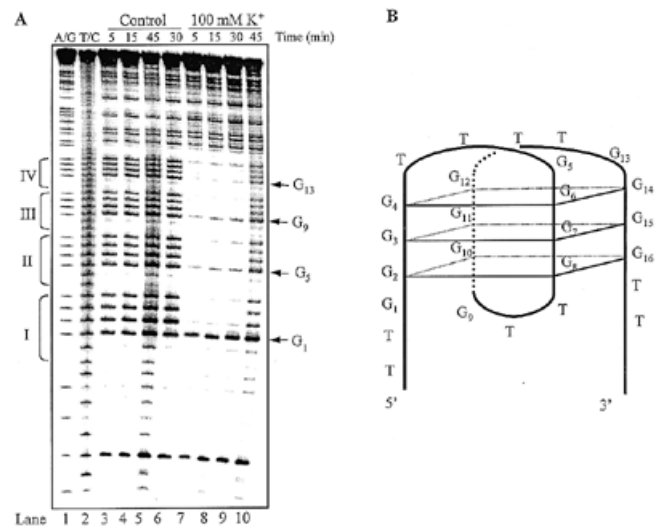 A
Control 100 mM K⁺
A/G T/C 5 15 45 30 5 15 30 45 Time (min)
IV
G₁₃
III
G₉
II
G₅
I
G₁
Lane 1 2 3 4 5 6 7 8 9 10
B
T T T
T G₅ G₁₃
G₁₂ G₆ G₁₄
G₄
G₁₁ G₁₅
G₃ G₇
G₁₀ G₁₆
G₂ G₈ T
G₁ G₉ T
T T T
T
5' 3'